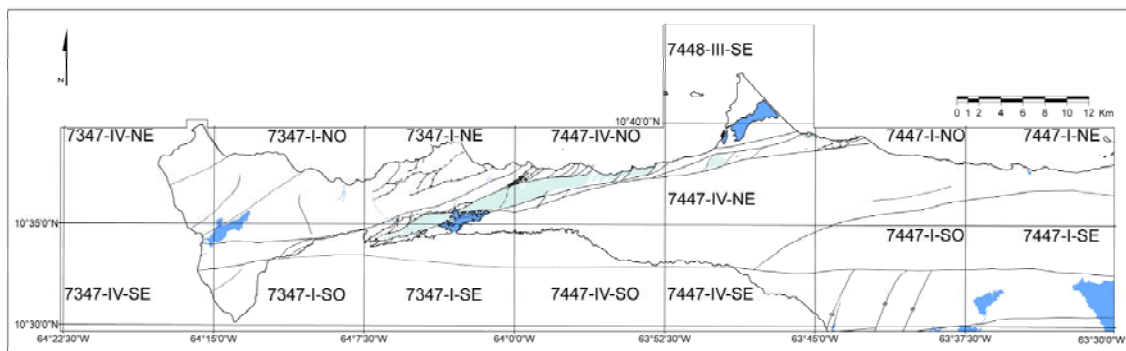 7448-III-SE
N
0 1 2 4 6 8 10 12 Km
10°40'0"N
7347-IV-NE 7347-I-NO 7347-I-NE 7447-IV-NO 7447-I-NO 7447-I-NE
7447-IV-NE
10°35'0"N
7447-I-SO 7447-I-SE
7347-IV-SE 7347-I-SO 7347-I-SE 7447-IV-SO 7447-IV-SE
10°30'0"N
64°22'30"W 64°15'0"W 64°7'30"W 64°0'0"W 63°52'30"W 63°45'0"W 63°37'30"W 63°30'0"W